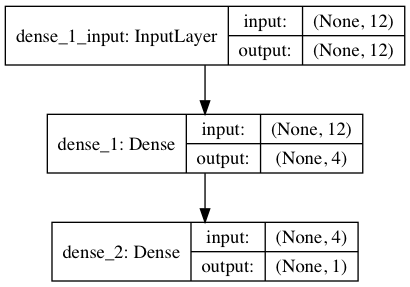 dense_1_input: InputLayer
input: (None, 12)
output: (None, 12)
dense_1: Dense
input: (None, 12)
output: (None, 4)
dense_2: Dense
input: (None, 4)
output: (None, 1)